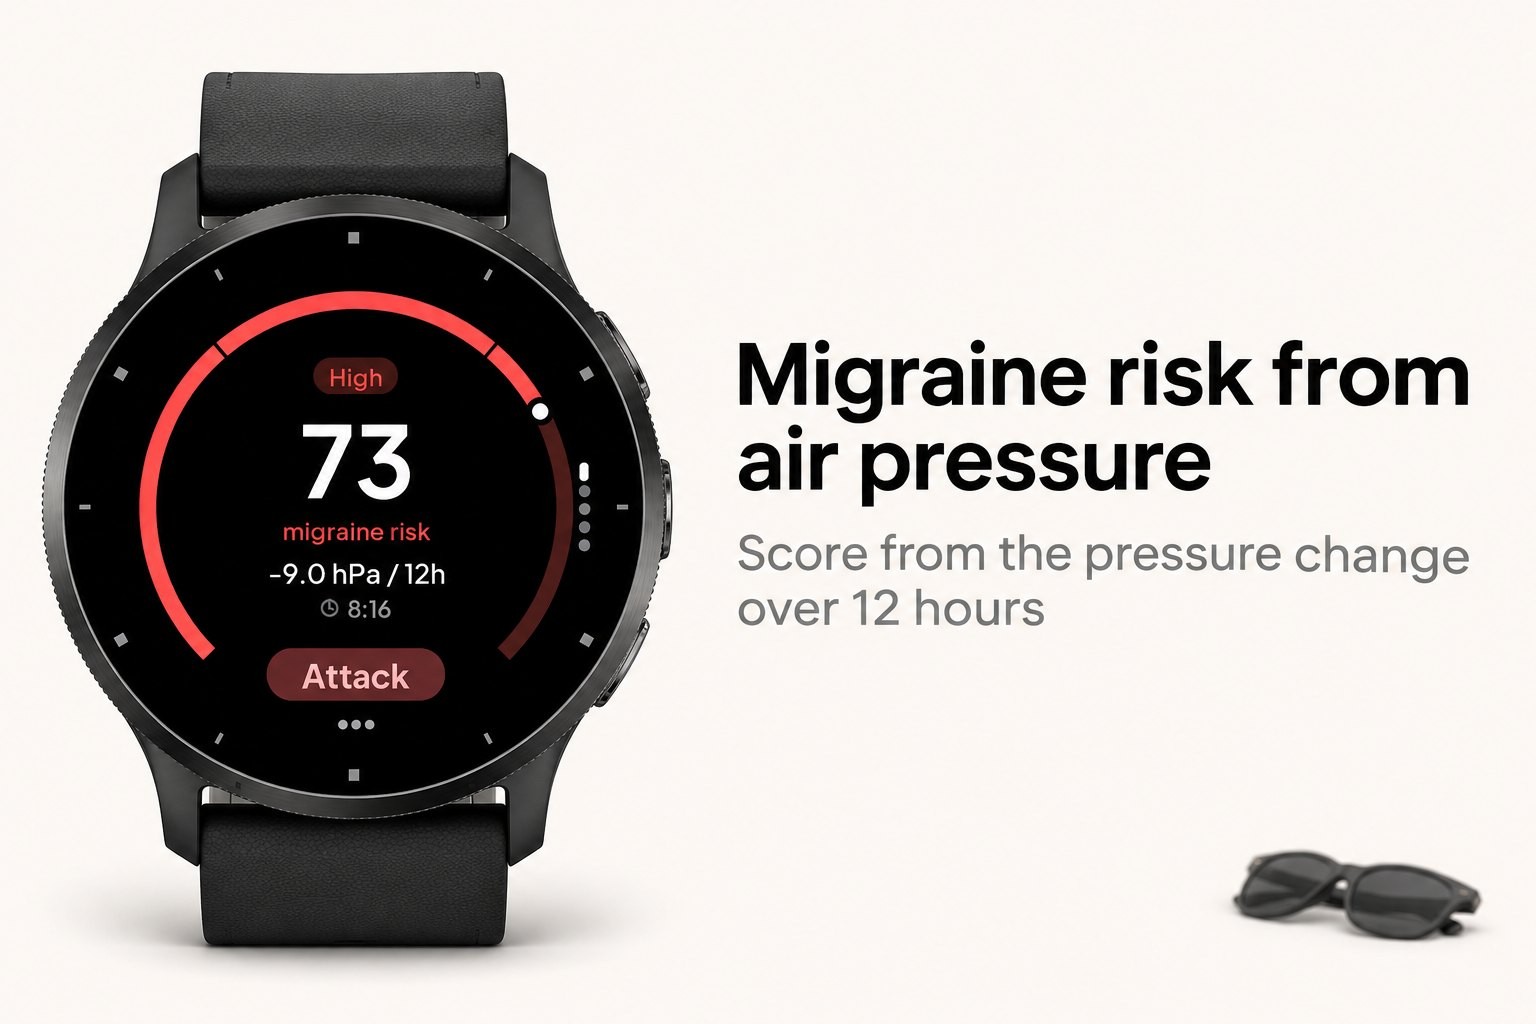 High
73
migraine risk
-9.0 hPa / 12h
8:16
Attack
Migraine risk from
air pressure
Score from the pressure change
over 12 hours